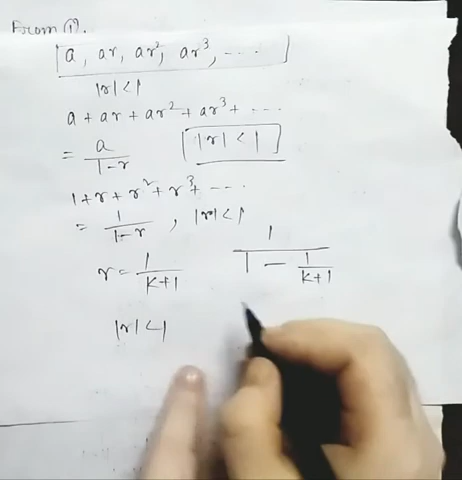 From ①.
a, ar, ar², ar³, ....
|r| < 1
a + ar + ar² + ar³ + ....
= a/(1-r) |r| < 1
1 + r + r² + r³ + ....
= 1/(1-r), |r| < 1
r = 1/(k+1) 1/(1 - 1/(k+1))
|r| < 1